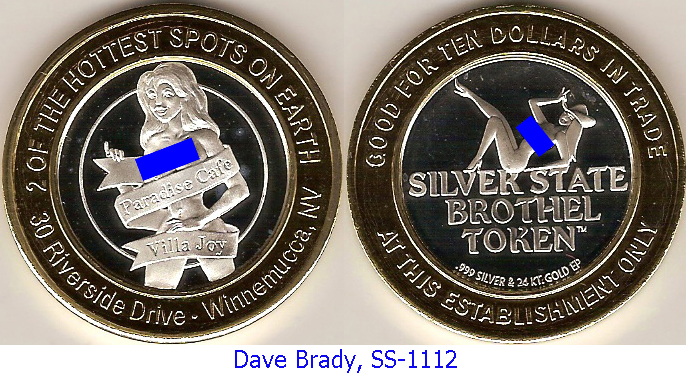 2 OF THE HOTTEST SPOTS ON EARTH
Paradise Cafe
Villa Joy
30 Riverside Drive · Winnemucca, NV
GOOD FOR TEN DOLLARS IN TRADE
SILVER STATE
BROTHEL
TOKEN™
.999 SILVER & 24 KT. GOLD EP
AT THIS ESTABLISHMENT ONLY
Dave Brady, SS-1112